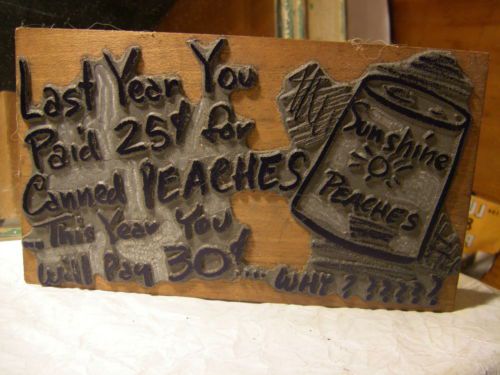 Last Year You
Paid 25¢ for
Canned PEACHES
... This Year You
Will Pay 30¢... WHY ? ? ? ? ? ?
Sunshine
PEACHES